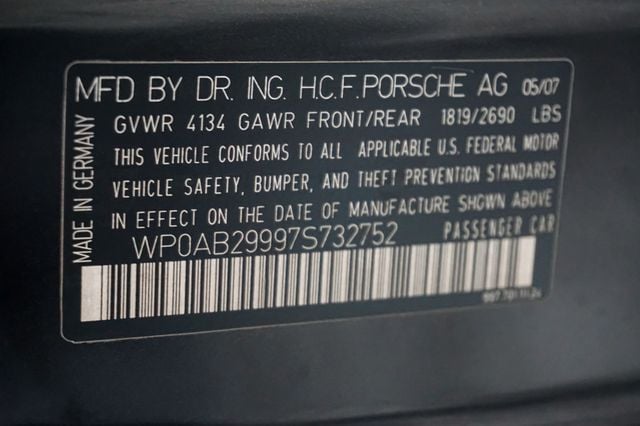 MFD BY DR. ING. H.C.F. PORSCHE AG 05/07
GVWR 4134 GAWR FRONT/REAR 1819/2690 LBS
THIS VEHICLE CONFORMS TO ALL APPLICABLE U.S. FEDERAL MOTOR
VEHICLE SAFETY, BUMPER, AND THEFT PREVENTION STANDARDS
IN EFFECT ON THE DATE OF MANUFACTURE SHOWN ABOVE
WP0AB29997S732752 PASSENGER CAR
MADE IN GERMANY